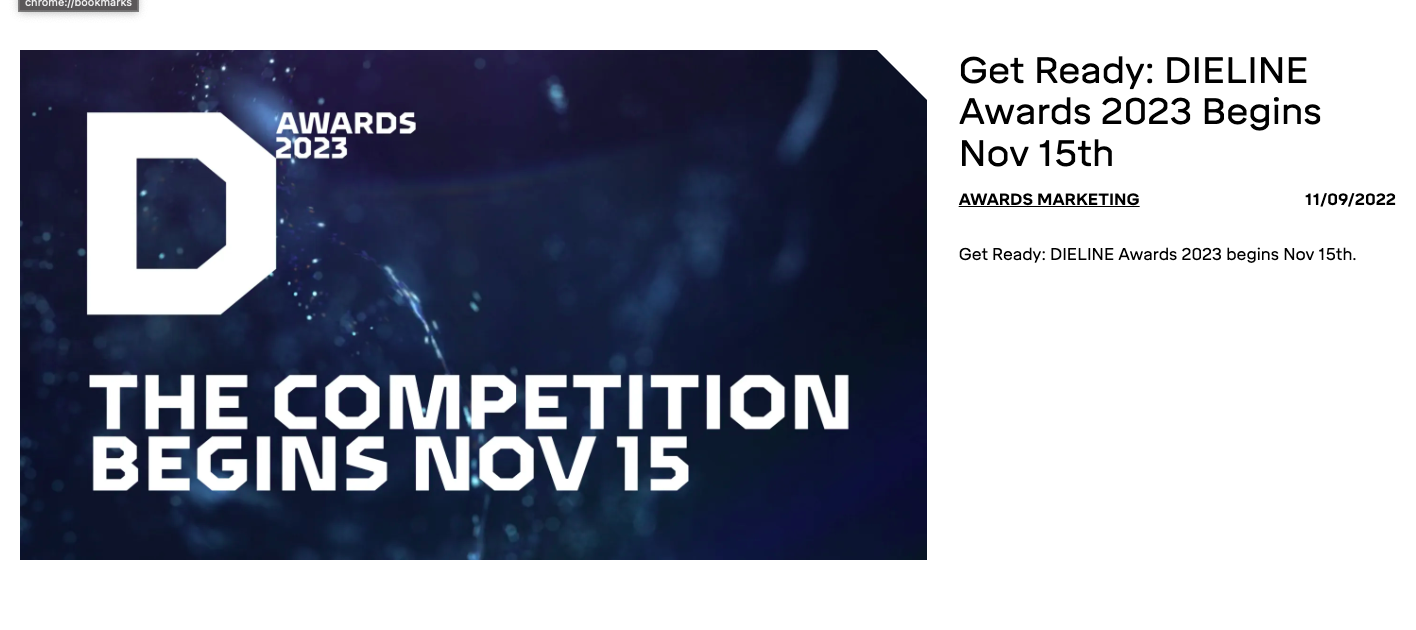 chrome://bookmarks
D
AWARDS
2023
THE COMPETITION
BEGINS NOV 15
Get Ready: DIELINE
Awards 2023 Begins
Nov 15th
AWARDS MARKETING 11/09/2022
Get Ready: DIELINE Awards 2023 begins Nov 15th.